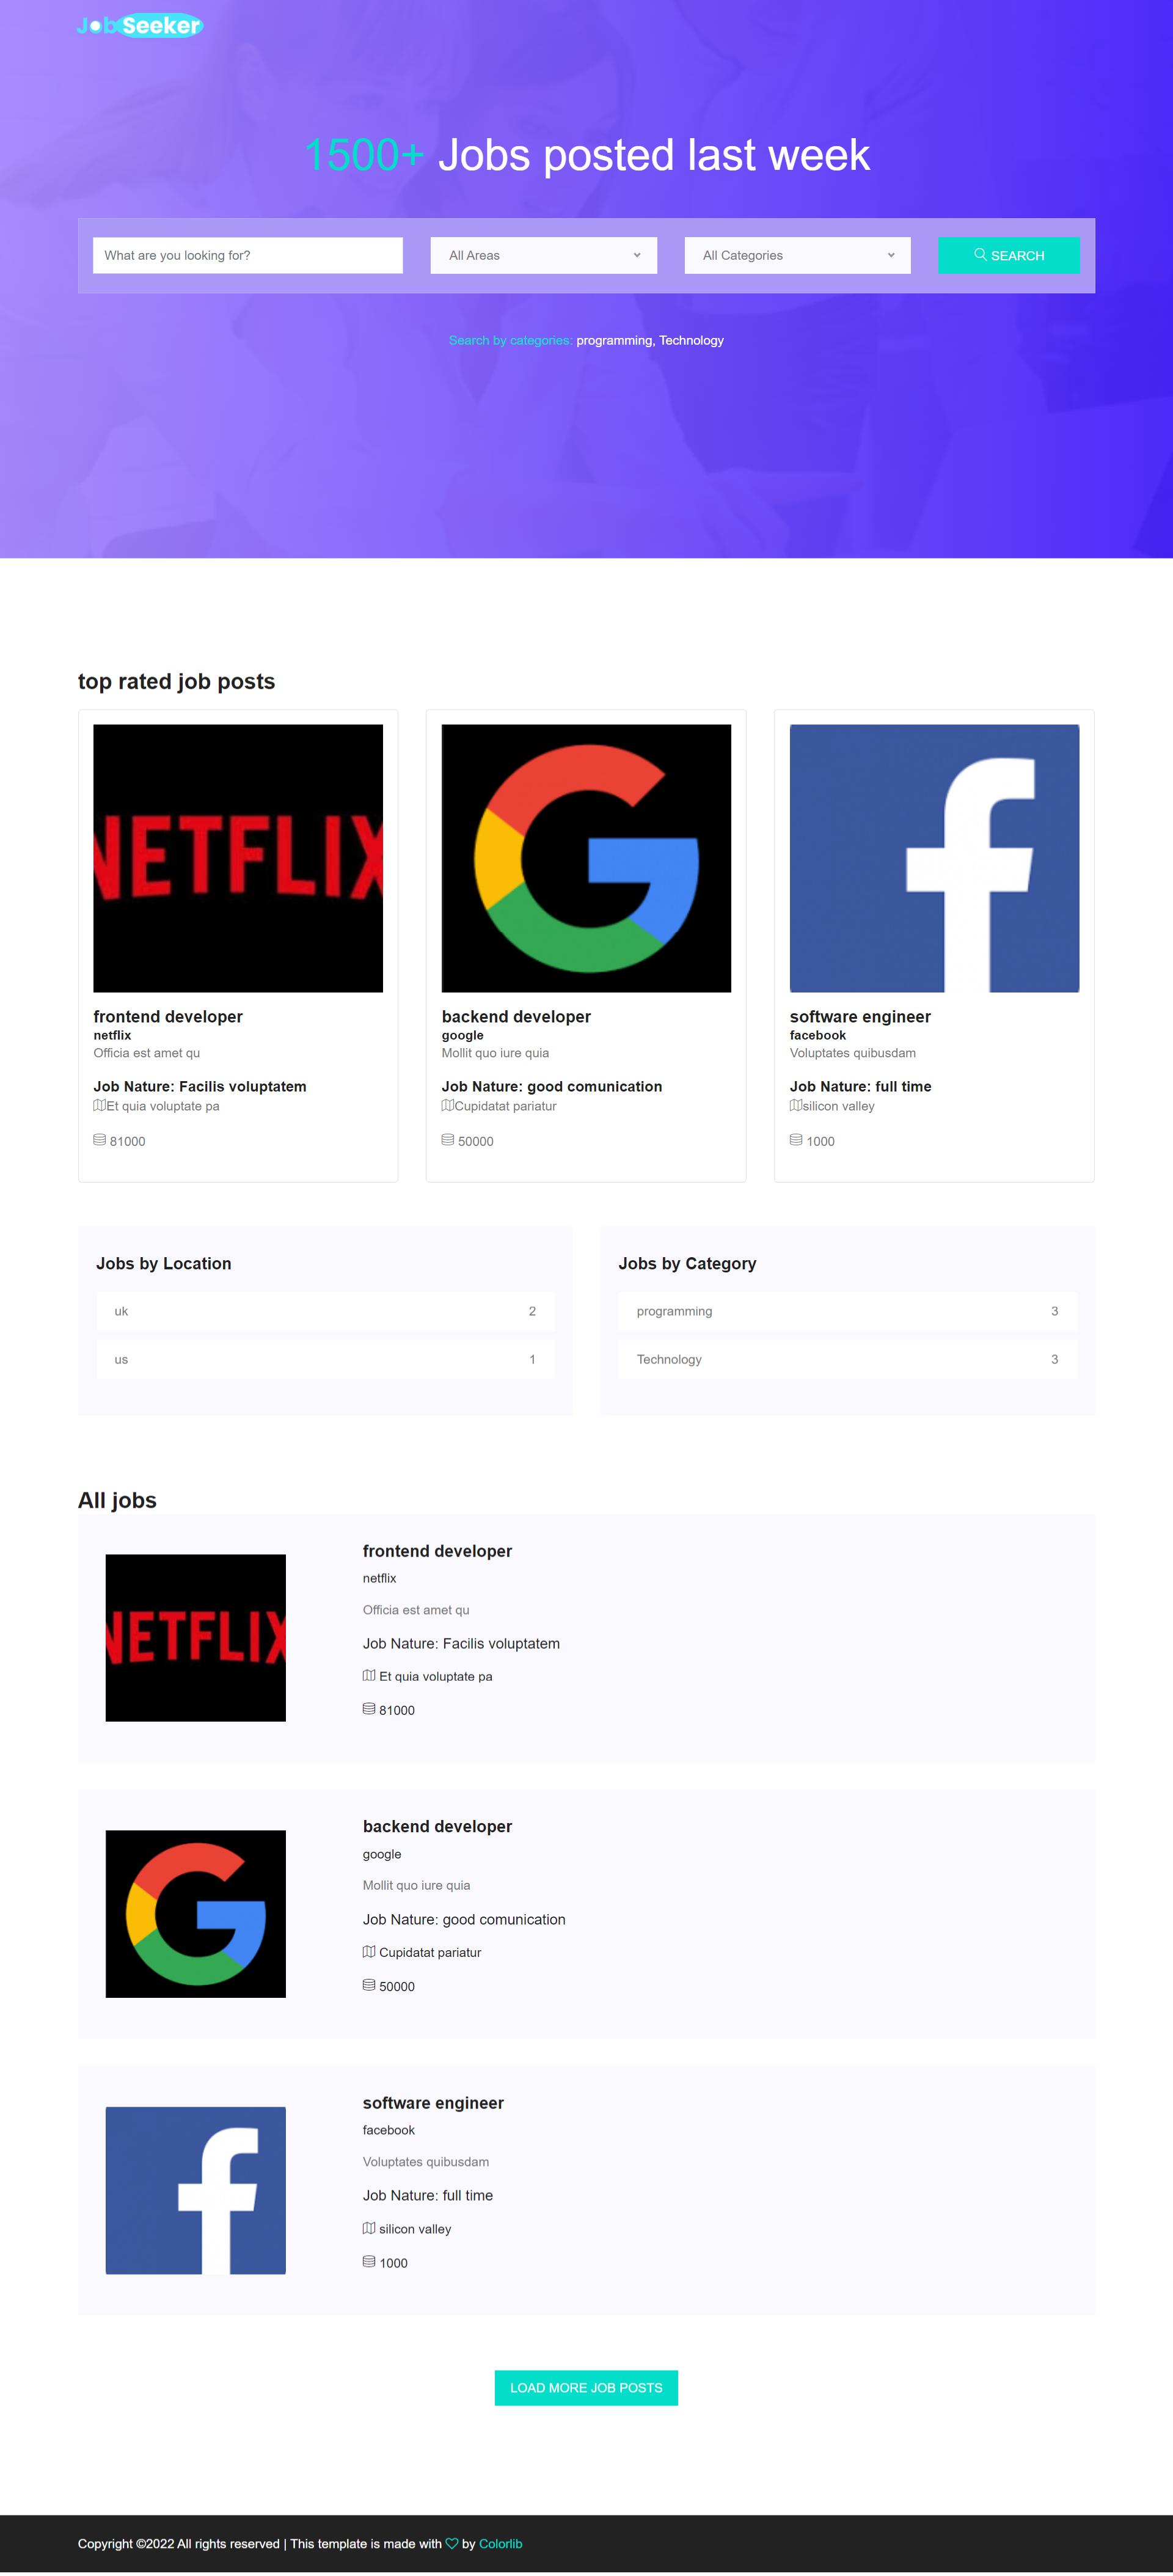 JobSeeker
1500+ Jobs posted last week
What are you looking for?
All Areas
All Categories
SEARCH
Search by categories: programming, Technology
top rated job posts
NETFLIX
frontend developer
netflix
Officia est amet qu
Job Nature: Facilis voluptatem
Et quia voluptate pa
81000
G
backend developer
google
Mollit quo iure quia
Job Nature: good comunication
Cupidatat pariatur
50000
f
software engineer
facebook
Voluptates quibusdam
Job Nature: full time
silicon valley
1000
Jobs by Location
uk 2
us 1
Jobs by Category
programming 3
Technology 3
All jobs
NETFLIX
frontend developer
netflix
Officia est amet qu
Job Nature: Facilis voluptatem
Et quia voluptate pa
81000
G
backend developer
google
Mollit quo iure quia
Job Nature: good comunication
Cupidatat pariatur
50000
f
software engineer
facebook
Voluptates quibusdam
Job Nature: full time
silicon valley
1000
LOAD MORE JOB POSTS
Copyright ©2022 All rights reserved | This template is made with ♡ by Colorlib